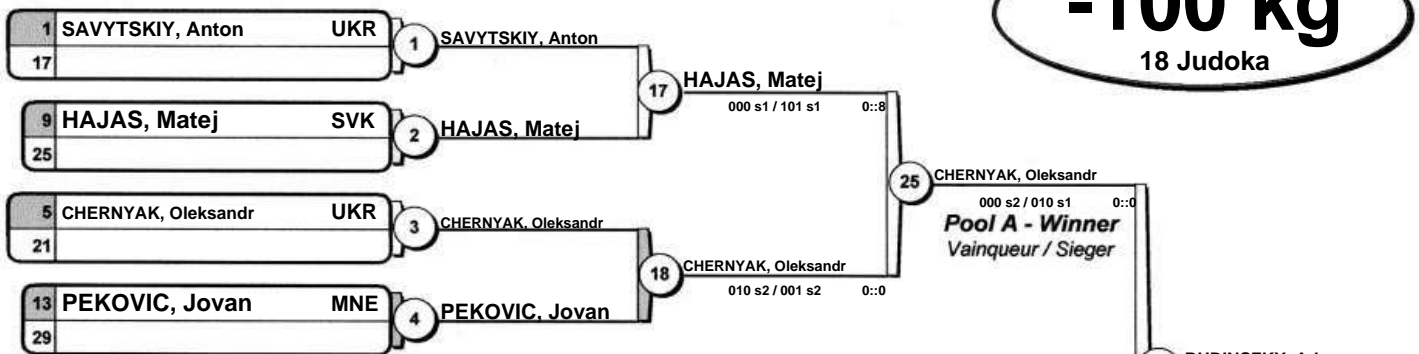 -100 kg
18 Judoka
1 SAVYTSKIY, Anton UKR
17
1
SAVYTSKIY, Anton
9 HAJAS, Matej SVK
25
2
HAJAS, Matej
17
HAJAS, Matej
000 s1 / 101 s1 0::8
5 CHERNYAK, Oleksandr UKR
21
3
CHERNYAK, Oleksandr
13 PEKOVIC, Jovan MNE
29
4
PEKOVIC, Jovan
18
CHERNYAK, Oleksandr
010 s2 / 001 s2 0::0
25
CHERNYAK, Oleksandr
000 s2 / 010 s1 0::0
Pool A - Winner
Vainqueur / Sieger